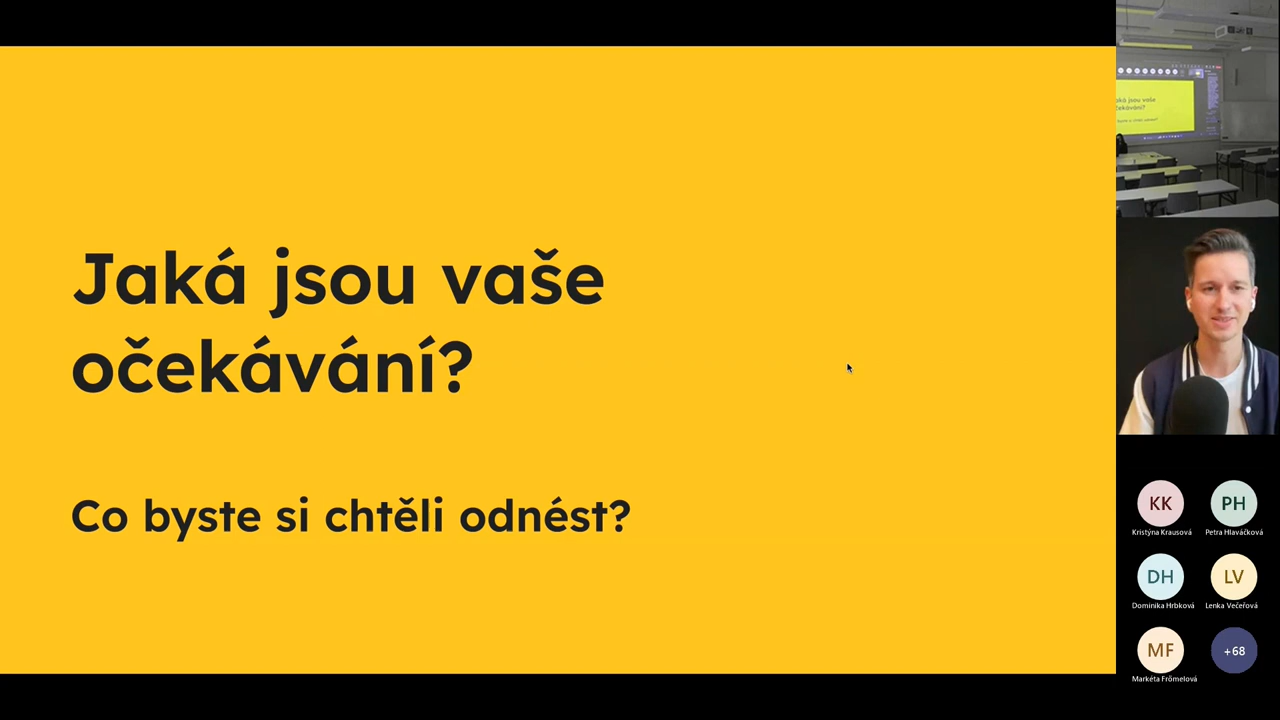 Jaká jsou vaše
očekávání?
Co byste si chtěli odnést?
KK
PH
Kristýna Krausová
Petra Hlaváčková
DH
LV
Dominika Hrbková
Lenka Večeřová
MF
+68
Markéta Frömelová